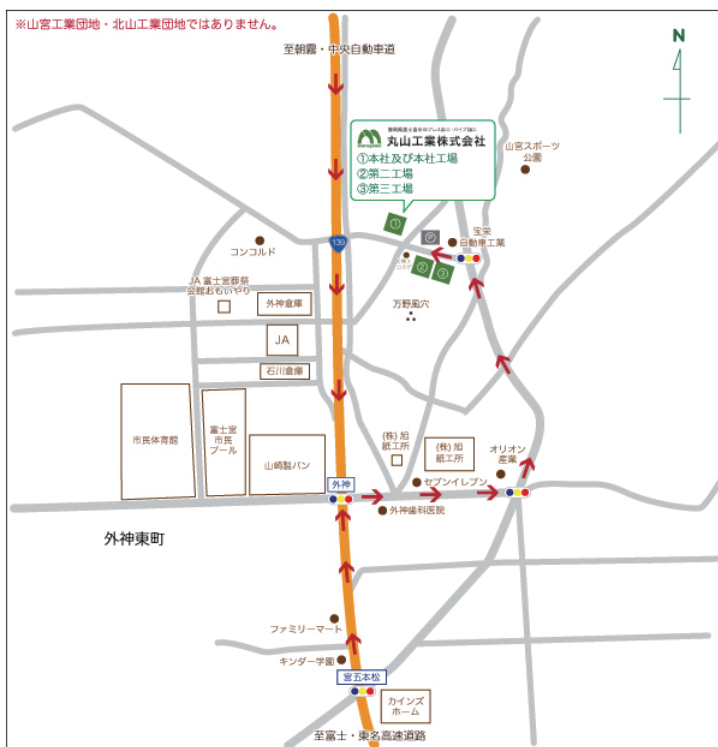 ※山宮工業団地・北山工業団地ではありません。
至朝霧・中央自動車道
N
丸山工業株式会社
①本社及び本社工場
②第二工場
③第三工場
山宮スポーツ
公園
①
Ⓟ
宝栄
自動車工業
139
コンコルド
②
③
JA富士宮葬祭
会館おもいやり
外神倉庫
万野風穴
JA
石川倉庫
市民体育館
富士宮
市民
プール
山崎製パン
(株)旭
紙工所
(株)旭
紙工所
オリオン
産業
外神
セブンイレブン
外神歯科医院
外神東町
ファミリーマート
キンダー学園
宮五本松
カインズ
ホーム
至富士・東名高速道路